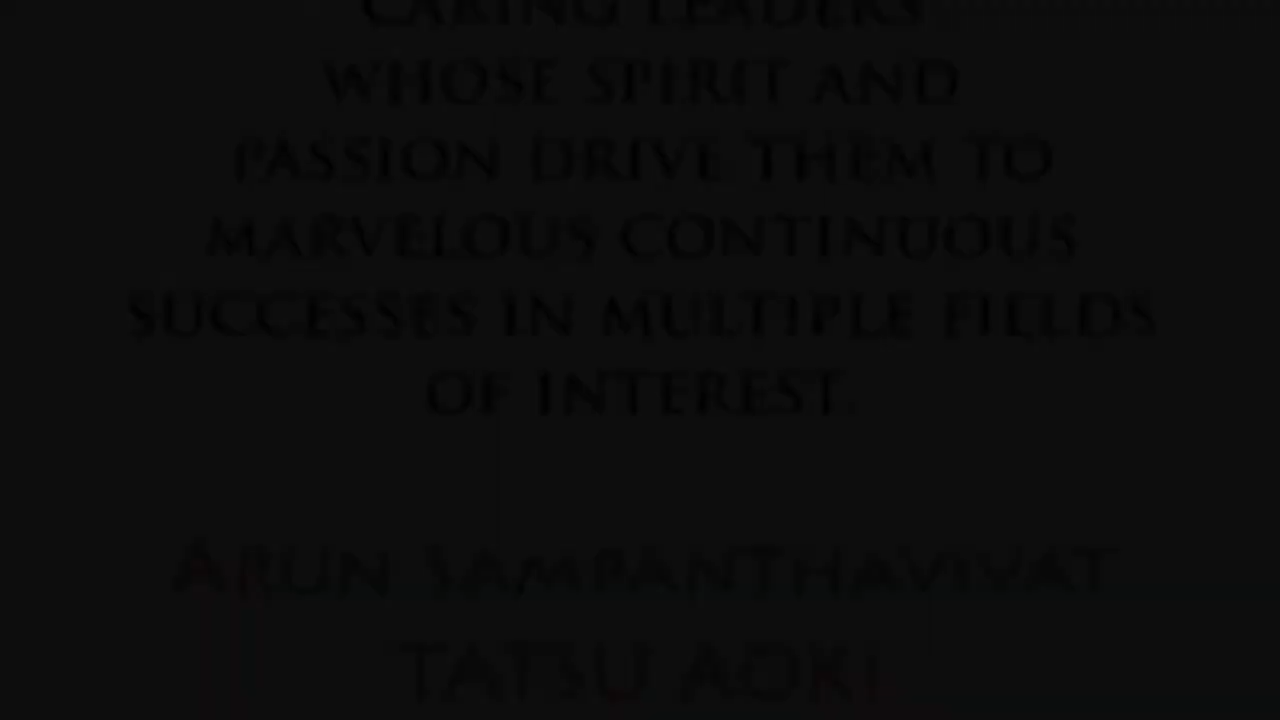 CARING LEADERS
WHOSE SPIRIT AND
PASSION DRIVE THEM TO
MARVELOUS CONTINUOUS
SUCCESSES IN MULTIPLE FIELDS
OF INTEREST.
ARUN SAMPANTHAVIVAT
TATSU AOKI